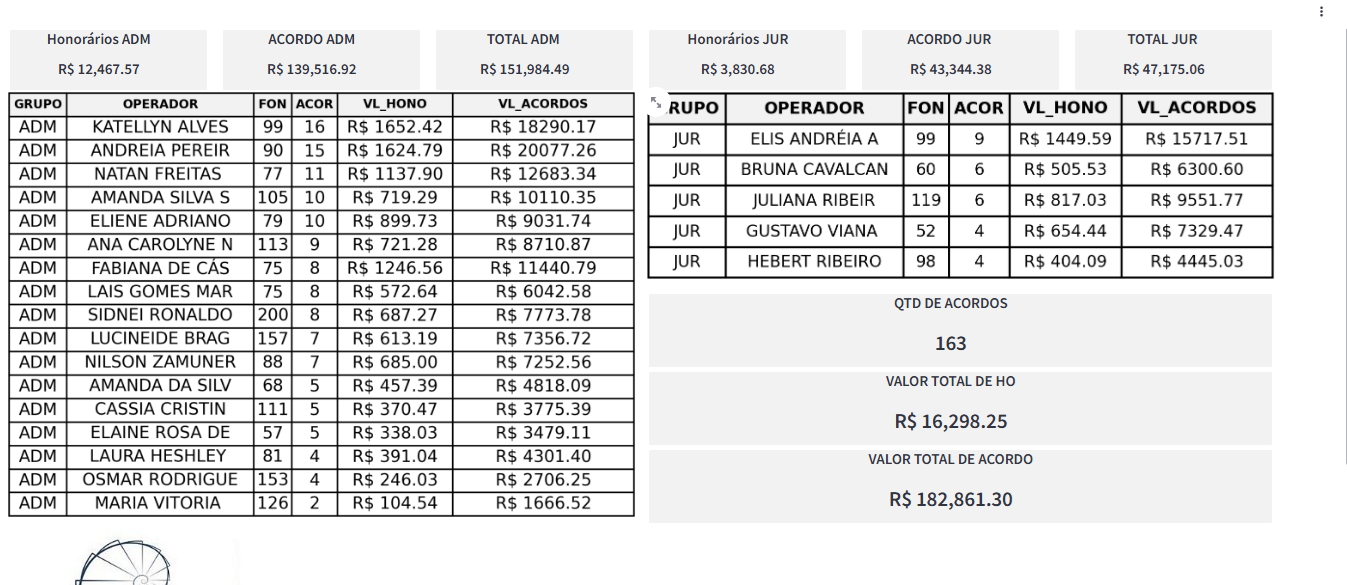 Honorários ADM
R$ 12,467.57
ACORDO ADM
R$ 139,516.92
TOTAL ADM
R$ 151,984.49
Honorários JUR
R$ 3,830.68
ACORDO JUR
R$ 43,344.38
TOTAL JUR
R$ 47,175.06
GRUPO OPERADOR FON ACOR VL_HONO VL_ACORDOS
ADM KATELLYN ALVES 99 16 R$ 1652.42 R$ 18290.17
ADM ANDREIA PEREIR 90 15 R$ 1624.79 R$ 20077.26
ADM NATAN FREITAS 77 11 R$ 1137.90 R$ 12683.34
ADM AMANDA SILVA S 105 10 R$ 719.29 R$ 10110.35
ADM ELIENE ADRIANO 79 10 R$ 899.73 R$ 9031.74
ADM ANA CAROLYNE N 113 9 R$ 721.28 R$ 8710.87
ADM FABIANA DE CÁS 75 8 R$ 1246.56 R$ 11440.79
ADM LAIS GOMES MAR 75 8 R$ 572.64 R$ 6042.58
ADM SIDNEI RONALDO 200 8 R$ 687.27 R$ 7773.78
ADM LUCINEIDE BRAG 157 7 R$ 613.19 R$ 7356.72
ADM NILSON ZAMUNER 88 7 R$ 685.00 R$ 7252.56
ADM AMANDA DA SILV 68 5 R$ 457.39 R$ 4818.09
ADM CASSIA CRISTIN 111 5 R$ 370.47 R$ 3775.39
ADM ELAINE ROSA DE 57 5 R$ 338.03 R$ 3479.11
ADM LAURA HESHLEY 81 4 R$ 391.04 R$ 4301.40
ADM OSMAR RODRIGUE 153 4 R$ 246.03 R$ 2706.25
ADM MARIA VITORIA 126 2 R$ 104.54 R$ 1666.52
RUPO OPERADOR FON ACOR VL_HONO VL_ACORDOS
JUR ELIS ANDRÉIA A 99 9 R$ 1449.59 R$ 15717.51
JUR BRUNA CAVALCAN 60 6 R$ 505.53 R$ 6300.60
JUR JULIANA RIBEIR 119 6 R$ 817.03 R$ 9551.77
JUR GUSTAVO VIANA 52 4 R$ 654.44 R$ 7329.47
JUR HEBERT RIBEIRO 98 4 R$ 404.09 R$ 4445.03
QTD DE ACORDOS
163
VALOR TOTAL DE HO
R$ 16,298.25
VALOR TOTAL DE ACORDO
R$ 182,861.30